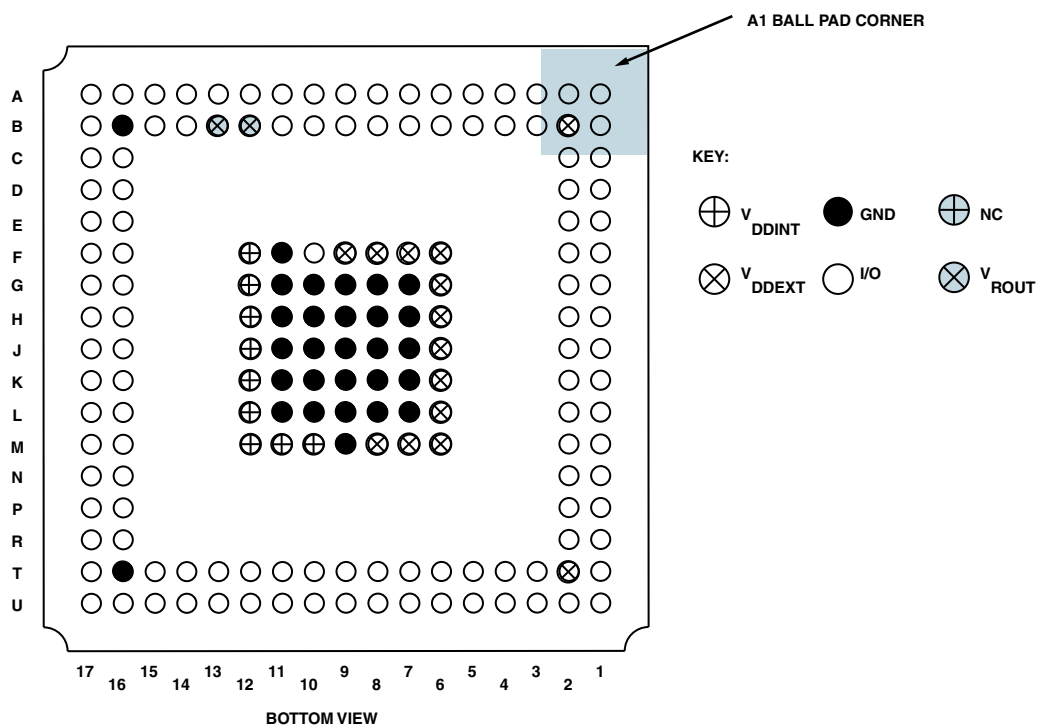 A1 BALL PAD CORNER
A
B
C
D
E
F
G
H
J
K
L
M
N
P
R
T
U
KEY:
V DDINT
GND
NC
V DDEXT
I/O
V ROUT
17 16 15 14 13 12 11 10 9 8 7 6 5 4 3 2 1
BOTTOM VIEW